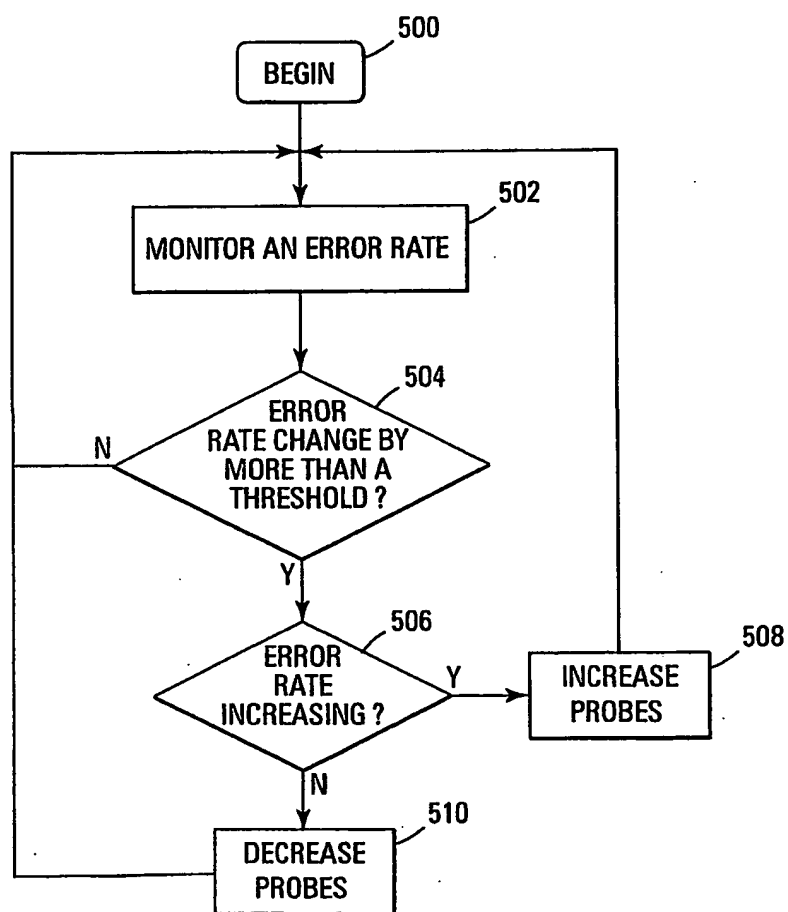 500
BEGIN
502
MONITOR AN ERROR RATE
504
ERROR
RATE CHANGE BY
MORE THAN A
THRESHOLD ?
N
Y
506
ERROR
RATE
INCREASING ?
Y
508
INCREASE
PROBES
N
510
DECREASE
PROBES